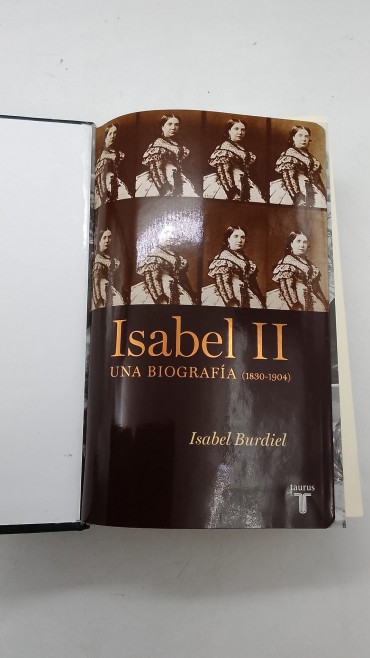 Isabel II
UNA BIOGRAFÍA (1830-1904)
Isabel Burdiel
taurus